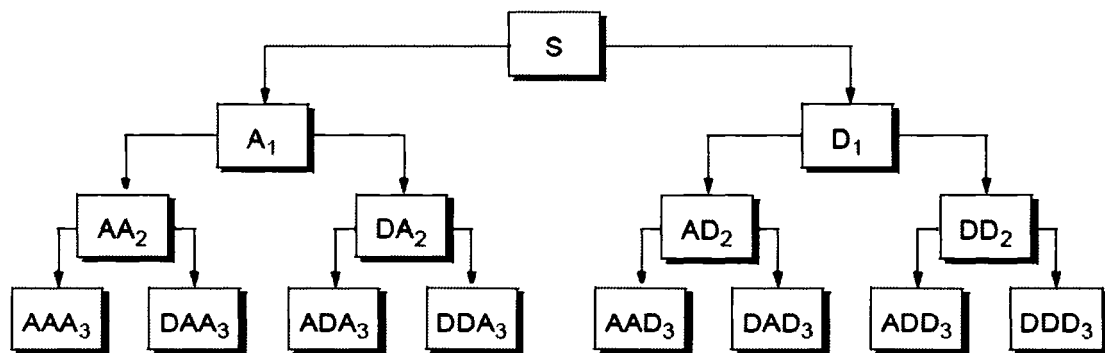 S
A₁ D₁
AA₂ DA₂ AD₂ DD₂
AAA₃ DAA₃ ADA₃ DDA₃ AAD₃ DAD₃ ADD₃ DDD₃